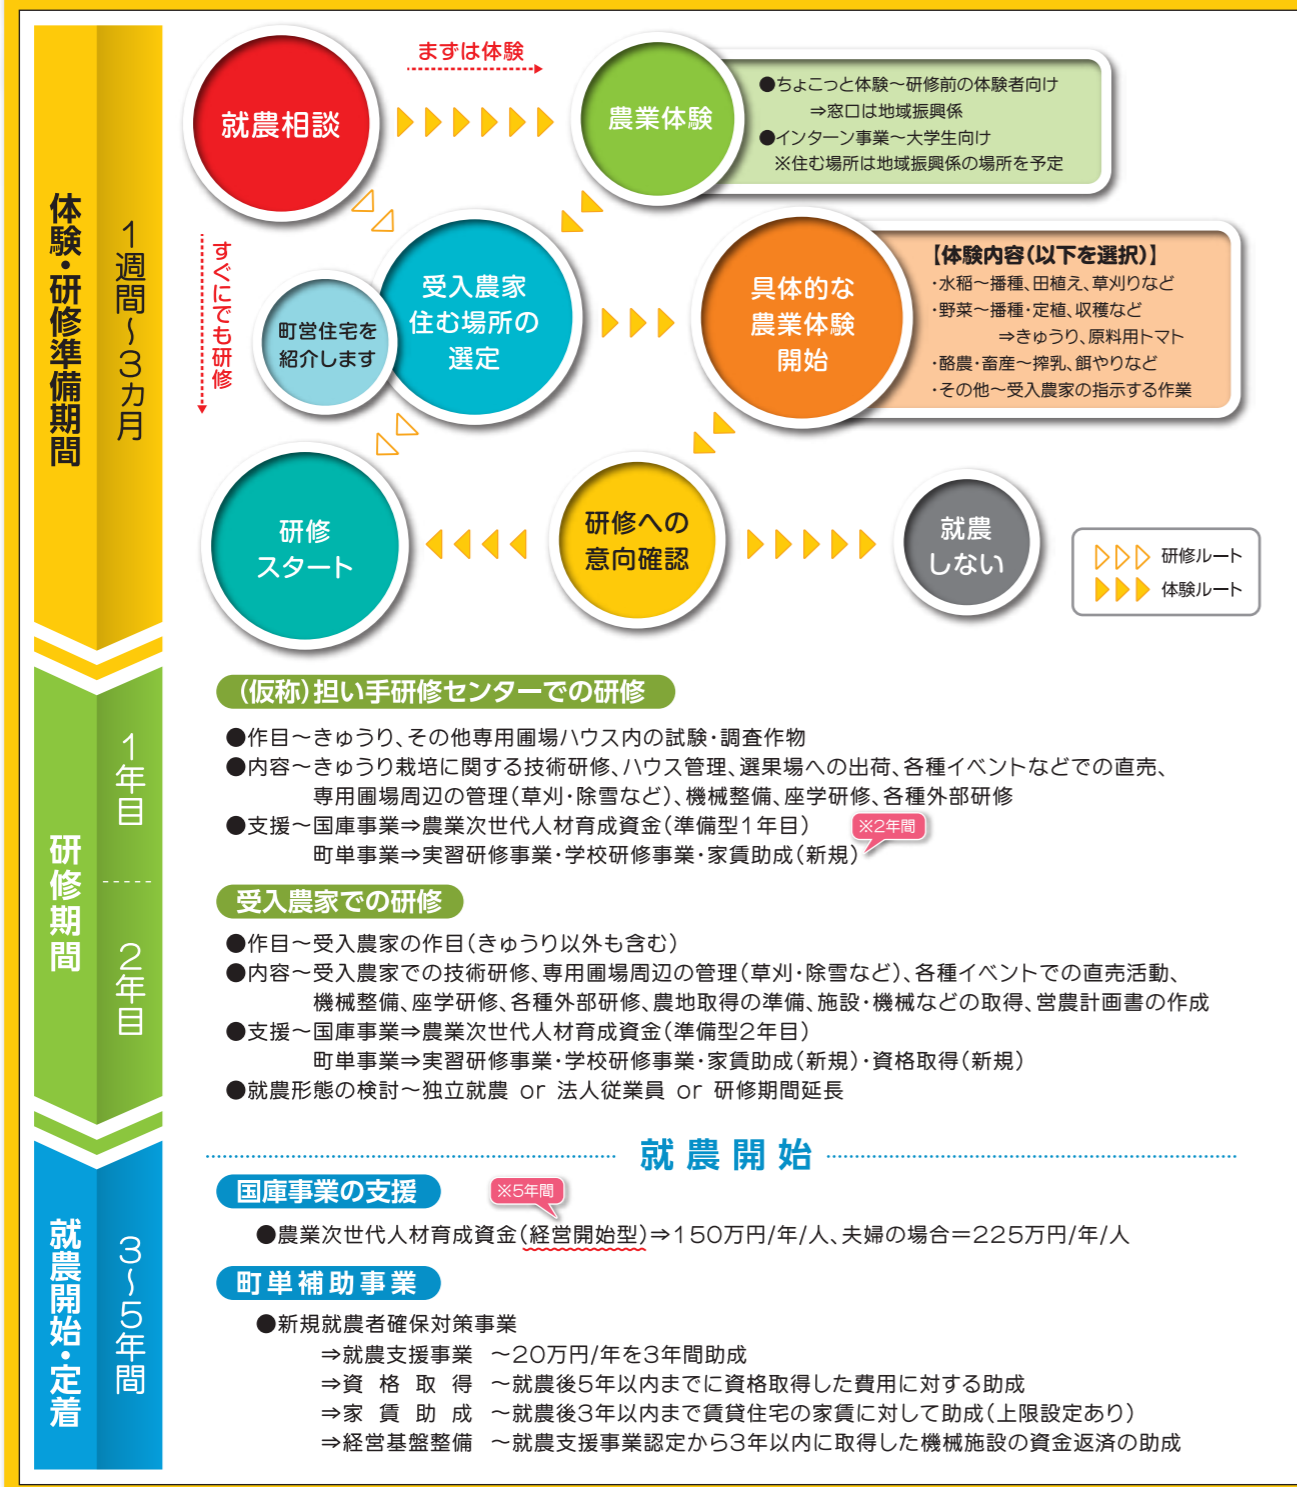 体験・研修準備期間
1週間～3カ月
就農相談
まずは体験
農業体験
●ちょこっと体験～研修前の体験者向け
⇒窓口は地域振興係
●インターン事業～大学生向け
※住む場所は地域振興係の場所を予定
すぐにでも研修
町営住宅を
紹介します
受入農家
住む場所の
選定
具体的な
農業体験
開始
【体験内容(以下を選択)】
・水稲～播種、田植え、草刈りなど
・野菜～播種・定植、収穫など
⇒きゅうり、原料用トマト
・酪農・畜産～搾乳、餌やりなど
・その他～受入農家の指示する作業
研修
スタート
研修への
意向確認
就農
しない
研修ルート
体験ルート
研修期間
1年目
2年目
(仮称)担い手研修センターでの研修
●作目～きゅうり、その他専用圃場ハウス内の試験・調査作物
●内容～きゅうり栽培に関する技術研修、ハウス管理、選果場への出荷、各種イベントなどでの直売、
専用圃場周辺の管理(草刈・除雪など)、機械整備、座学研修、各種外部研修
●支援～国庫事業⇒農業次世代人材育成資金(準備型1年目)
※2年間
町単事業⇒実習研修事業・学校研修事業・家賃助成(新規)
受入農家での研修
●作目～受入農家の作目(きゅうり以外も含む)
●内容～受入農家での技術研修、専用圃場周辺の管理(草刈・除雪など)、各種イベントでの直売活動、
機械整備、座学研修、各種外部研修、農地取得の準備、施設・機械などの取得、営農計画書の作成
●支援～国庫事業⇒農業次世代人材育成資金(準備型2年目)
町単事業⇒実習研修事業・学校研修事業・家賃助成(新規)・資格取得(新規)
●就農形態の検討～独立就農 or 法人従業員 or 研修期間延長
就農開始・定着
3～5年間
就農開始
国庫事業の支援
※5年間
●農業次世代人材育成資金(経営開始型)⇒150万円/年/人、夫婦の場合=225万円/年/人
町単補助事業
●新規就農者確保対策事業
⇒就農支援事業 ～20万円/年を3年間助成
⇒資格取得 ～就農後5年以内までに資格取得した費用に対する助成
⇒家賃助成 ～就農後3年以内まで賃貸住宅の家賃に対して助成(上限設定あり)
⇒経営基盤整備 ～就農支援事業認定から3年以内に取得した機械施設の資金返済の助成